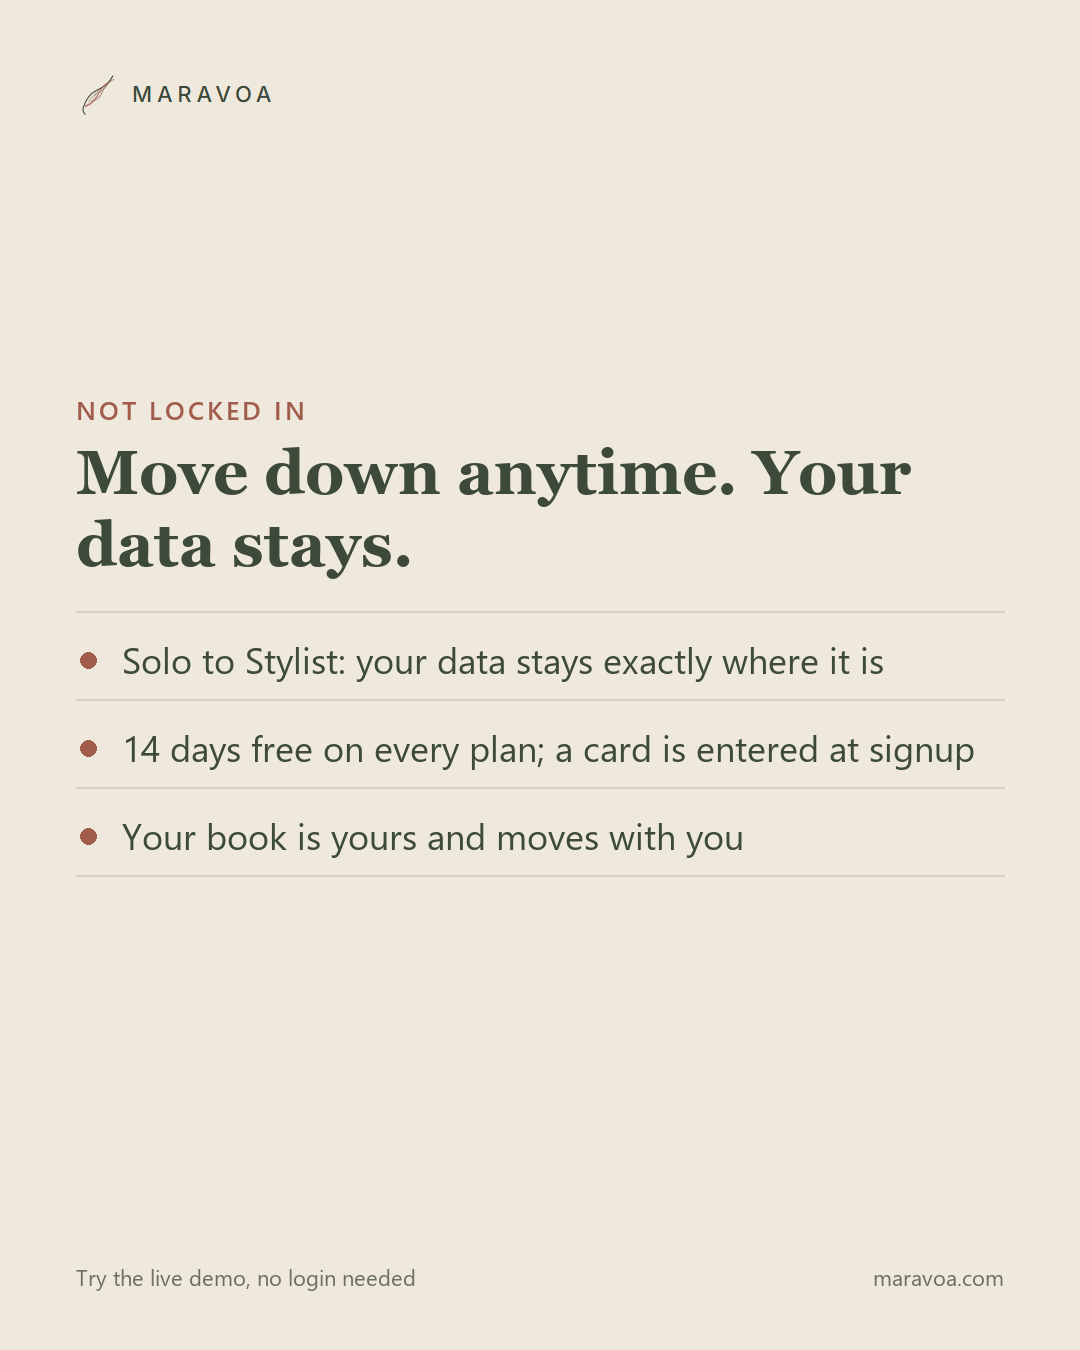 MARAVOA
NOT LOCKED IN
Move down anytime. Your
data stays.
Solo to Stylist: your data stays exactly where it is
14 days free on every plan; a card is entered at signup
Your book is yours and moves with you
Try the live demo, no login needed
maravoa.com